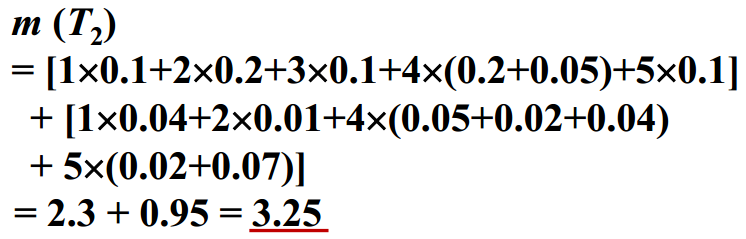 m (T₂)
= [1×0.1+2×0.2+3×0.1+4×(0.2+0.05)+5×0.1]
+ [1×0.04+2×0.01+4×(0.05+0.02+0.04)
+ 5×(0.02+0.07)]
= 2.3 + 0.95 = 3.25